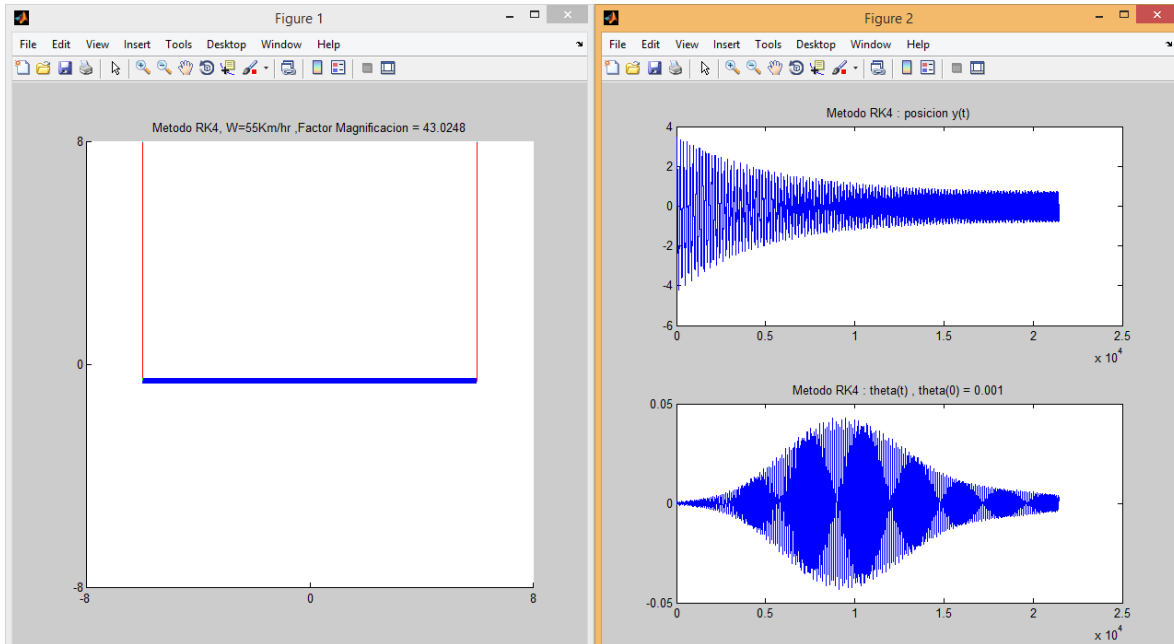 Figure 1
File Edit View Insert Tools Desktop Window Help
Metodo RK4, W=55Km/hr ,Factor Magnificacion = 43.0248
8
0
-8
-8 0 8
Figure 2
File Edit View Insert Tools Desktop Window Help
Metodo RK4 : posicion y(t)
4
2
0
-2
-4
-6
0 0.5 1 1.5 2 2.5
x 10^4
Metodo RK4 : theta(t) , theta(0) = 0.001
0.05
0
-0.05
0 0.5 1 1.5 2 2.5
x 10^4